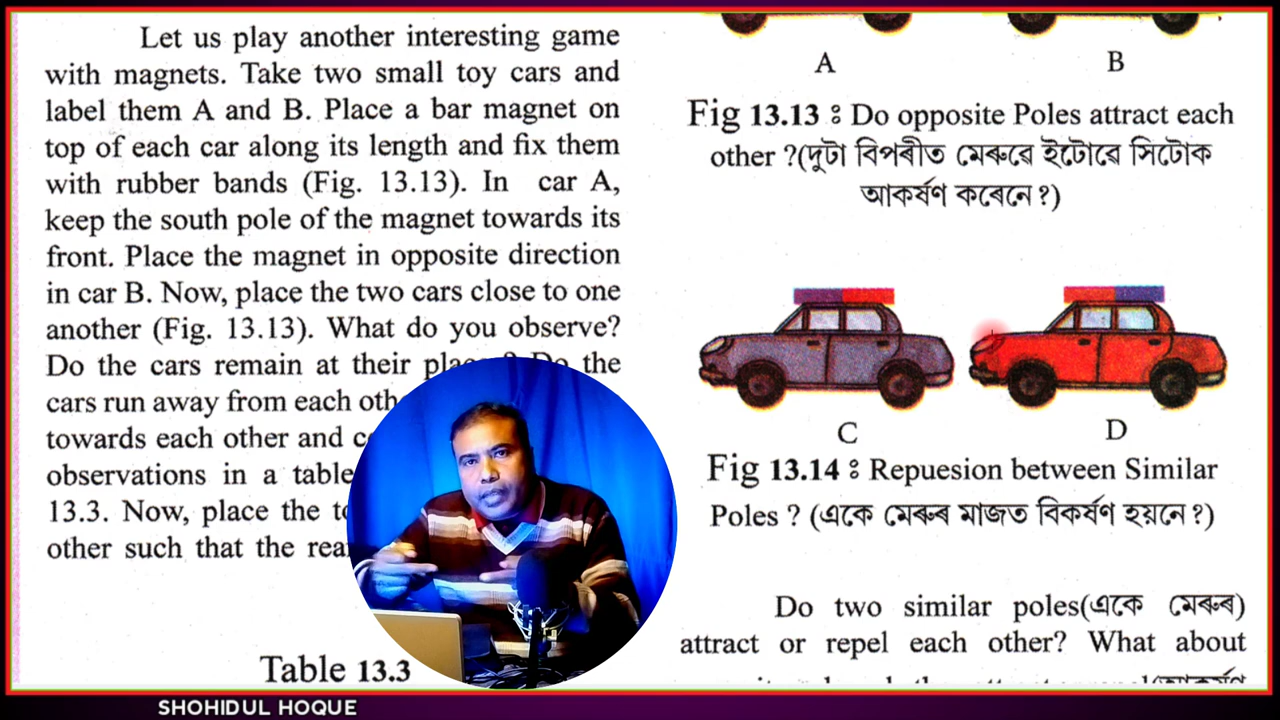 Let us play another interesting game
with magnets. Take two small toy cars and
label them A and B. Place a bar magnet on
top of each car along its length and fix them
with rubber bands (Fig. 13.13). In car A,
keep the south pole of the magnet towards its
front. Place the magnet in opposite direction
in car B. Now, place the two cars close to one
another (Fig. 13.13). What do you observe?
Do the cars remain at their the
cars run away from each
towards each other and
observations in a table
13.3. Now, place the
other such that the
Table 13.3
A B
Fig 13.13 ঃ Do opposite Poles attract each
other ?(দুটা বিপৰীত মেৰুৱে ইটোৱে সিটোক
আকৰ্ষণ কৰেনে ?)
C D
Fig 13.14 ঃ Repuesion between Similar
Poles ? (একে মেৰুৰ মাজত বিকৰ্ষণ হয়নে ?)
Do two similar poles(একে মেৰুৰ)
attract or repel each other? What about
SHOHIDUL HOQUE